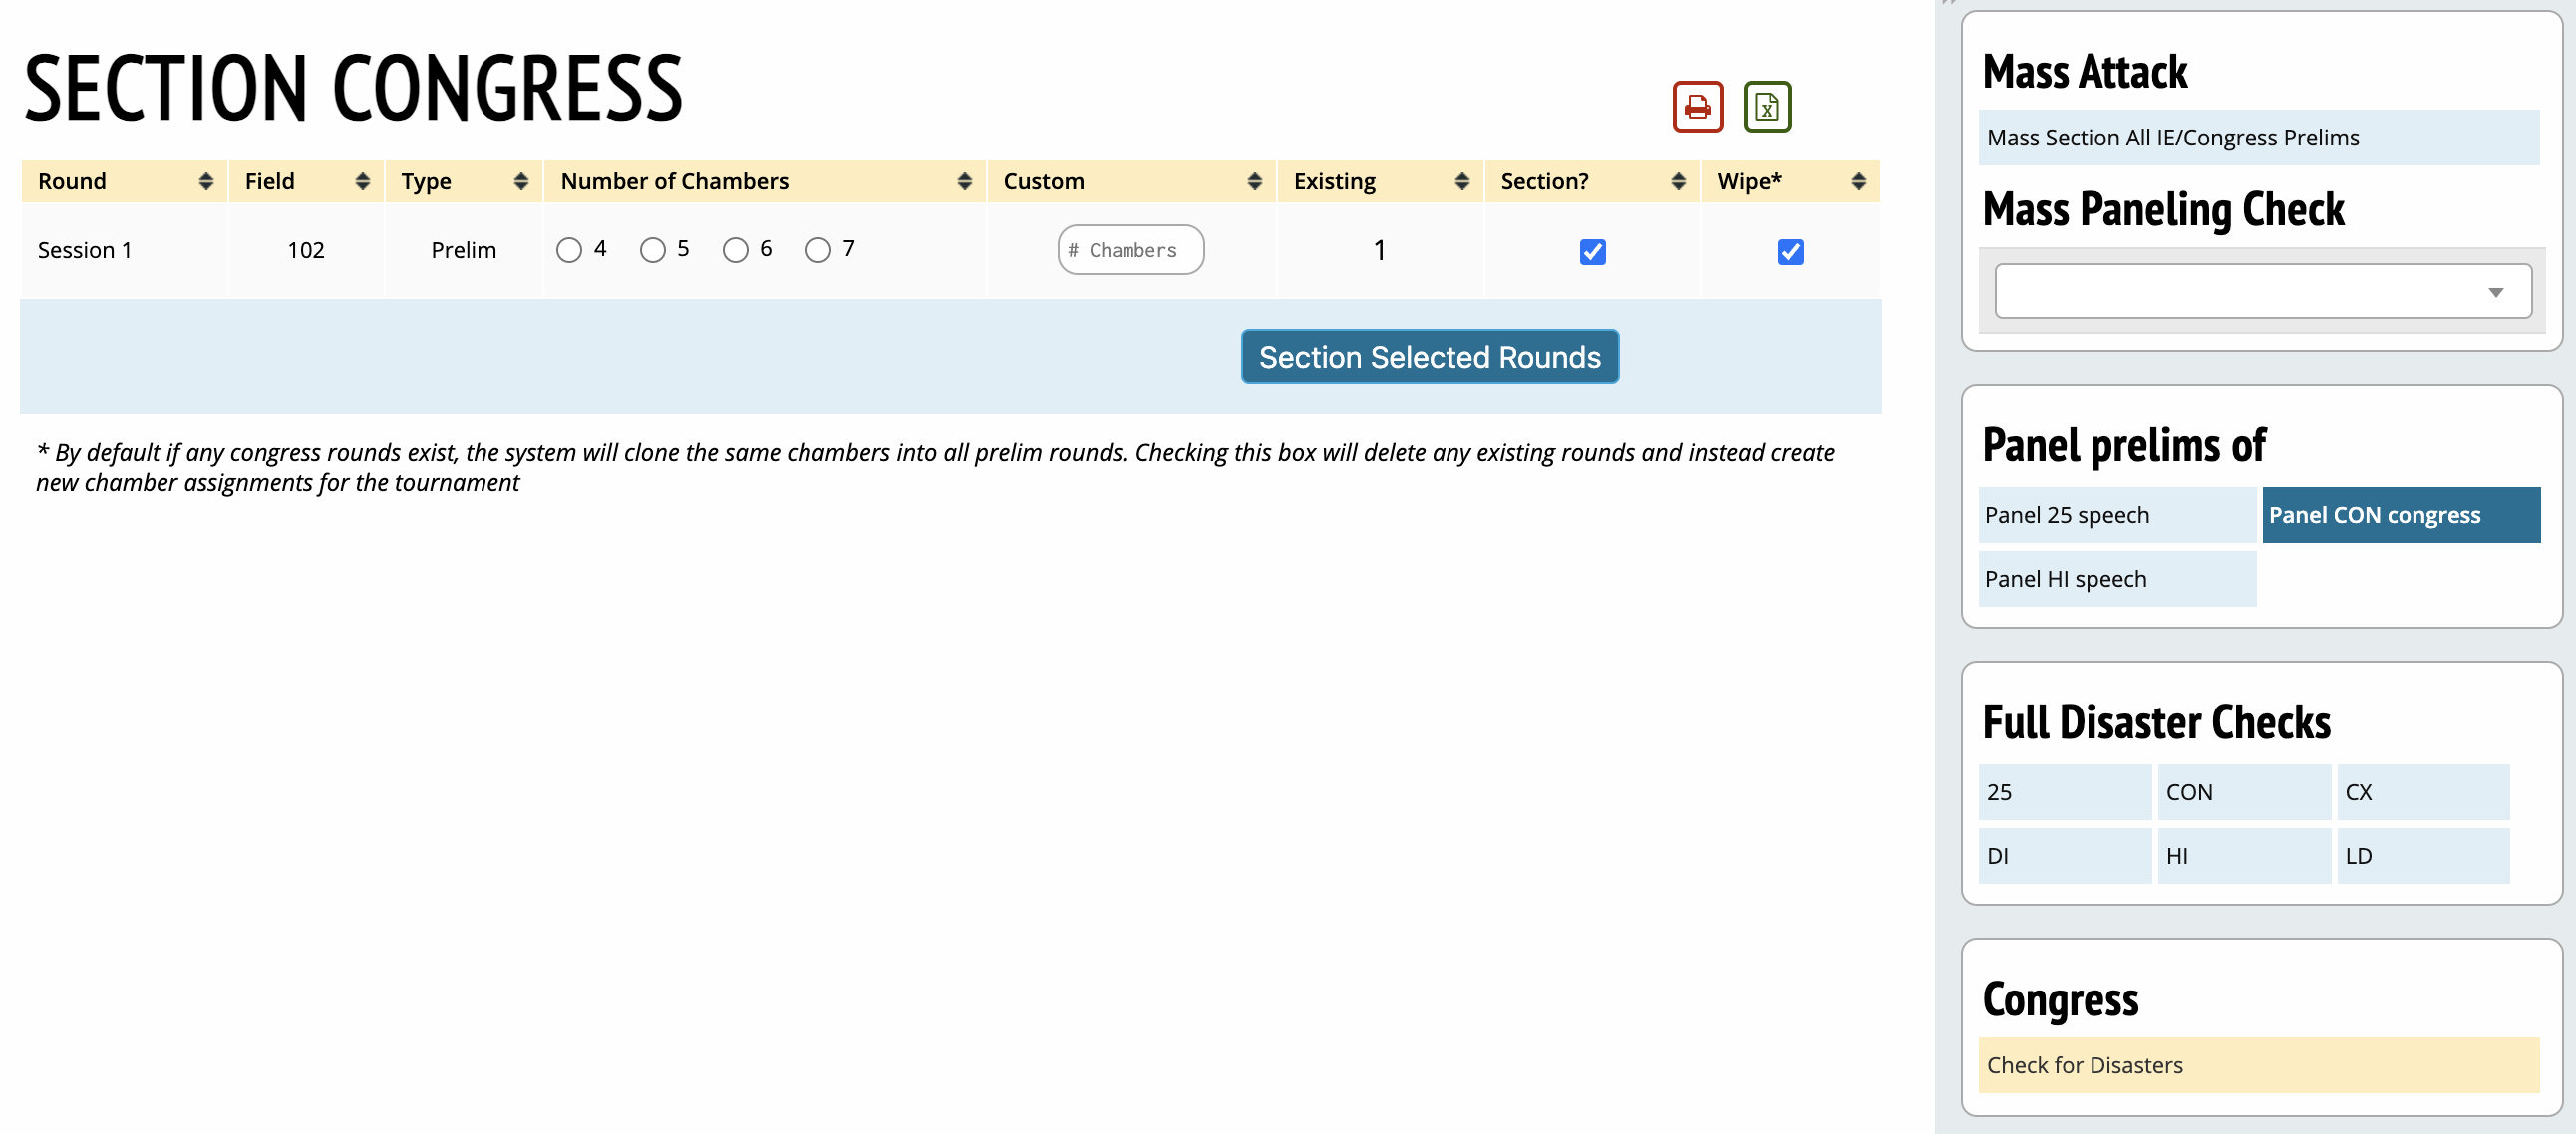 SECTION CONGRESS
Round Field Type Number of Chambers Custom Existing Section? Wipe*
Session 1 102 Prelim 4 5 6 7 # Chambers 1
Section Selected Rounds
* By default if any congress rounds exist, the system will clone the same chambers into all prelim rounds. Checking this box will delete any existing rounds and instead create
new chamber assignments for the tournament
Mass Attack
Mass Section All IE/Congress Prelims
Mass Paneling Check
Panel prelims of
Panel 25 speech Panel CON congress
Panel HI speech
Full Disaster Checks
25 CON CX
DI HI LD
Congress
Check for Disasters